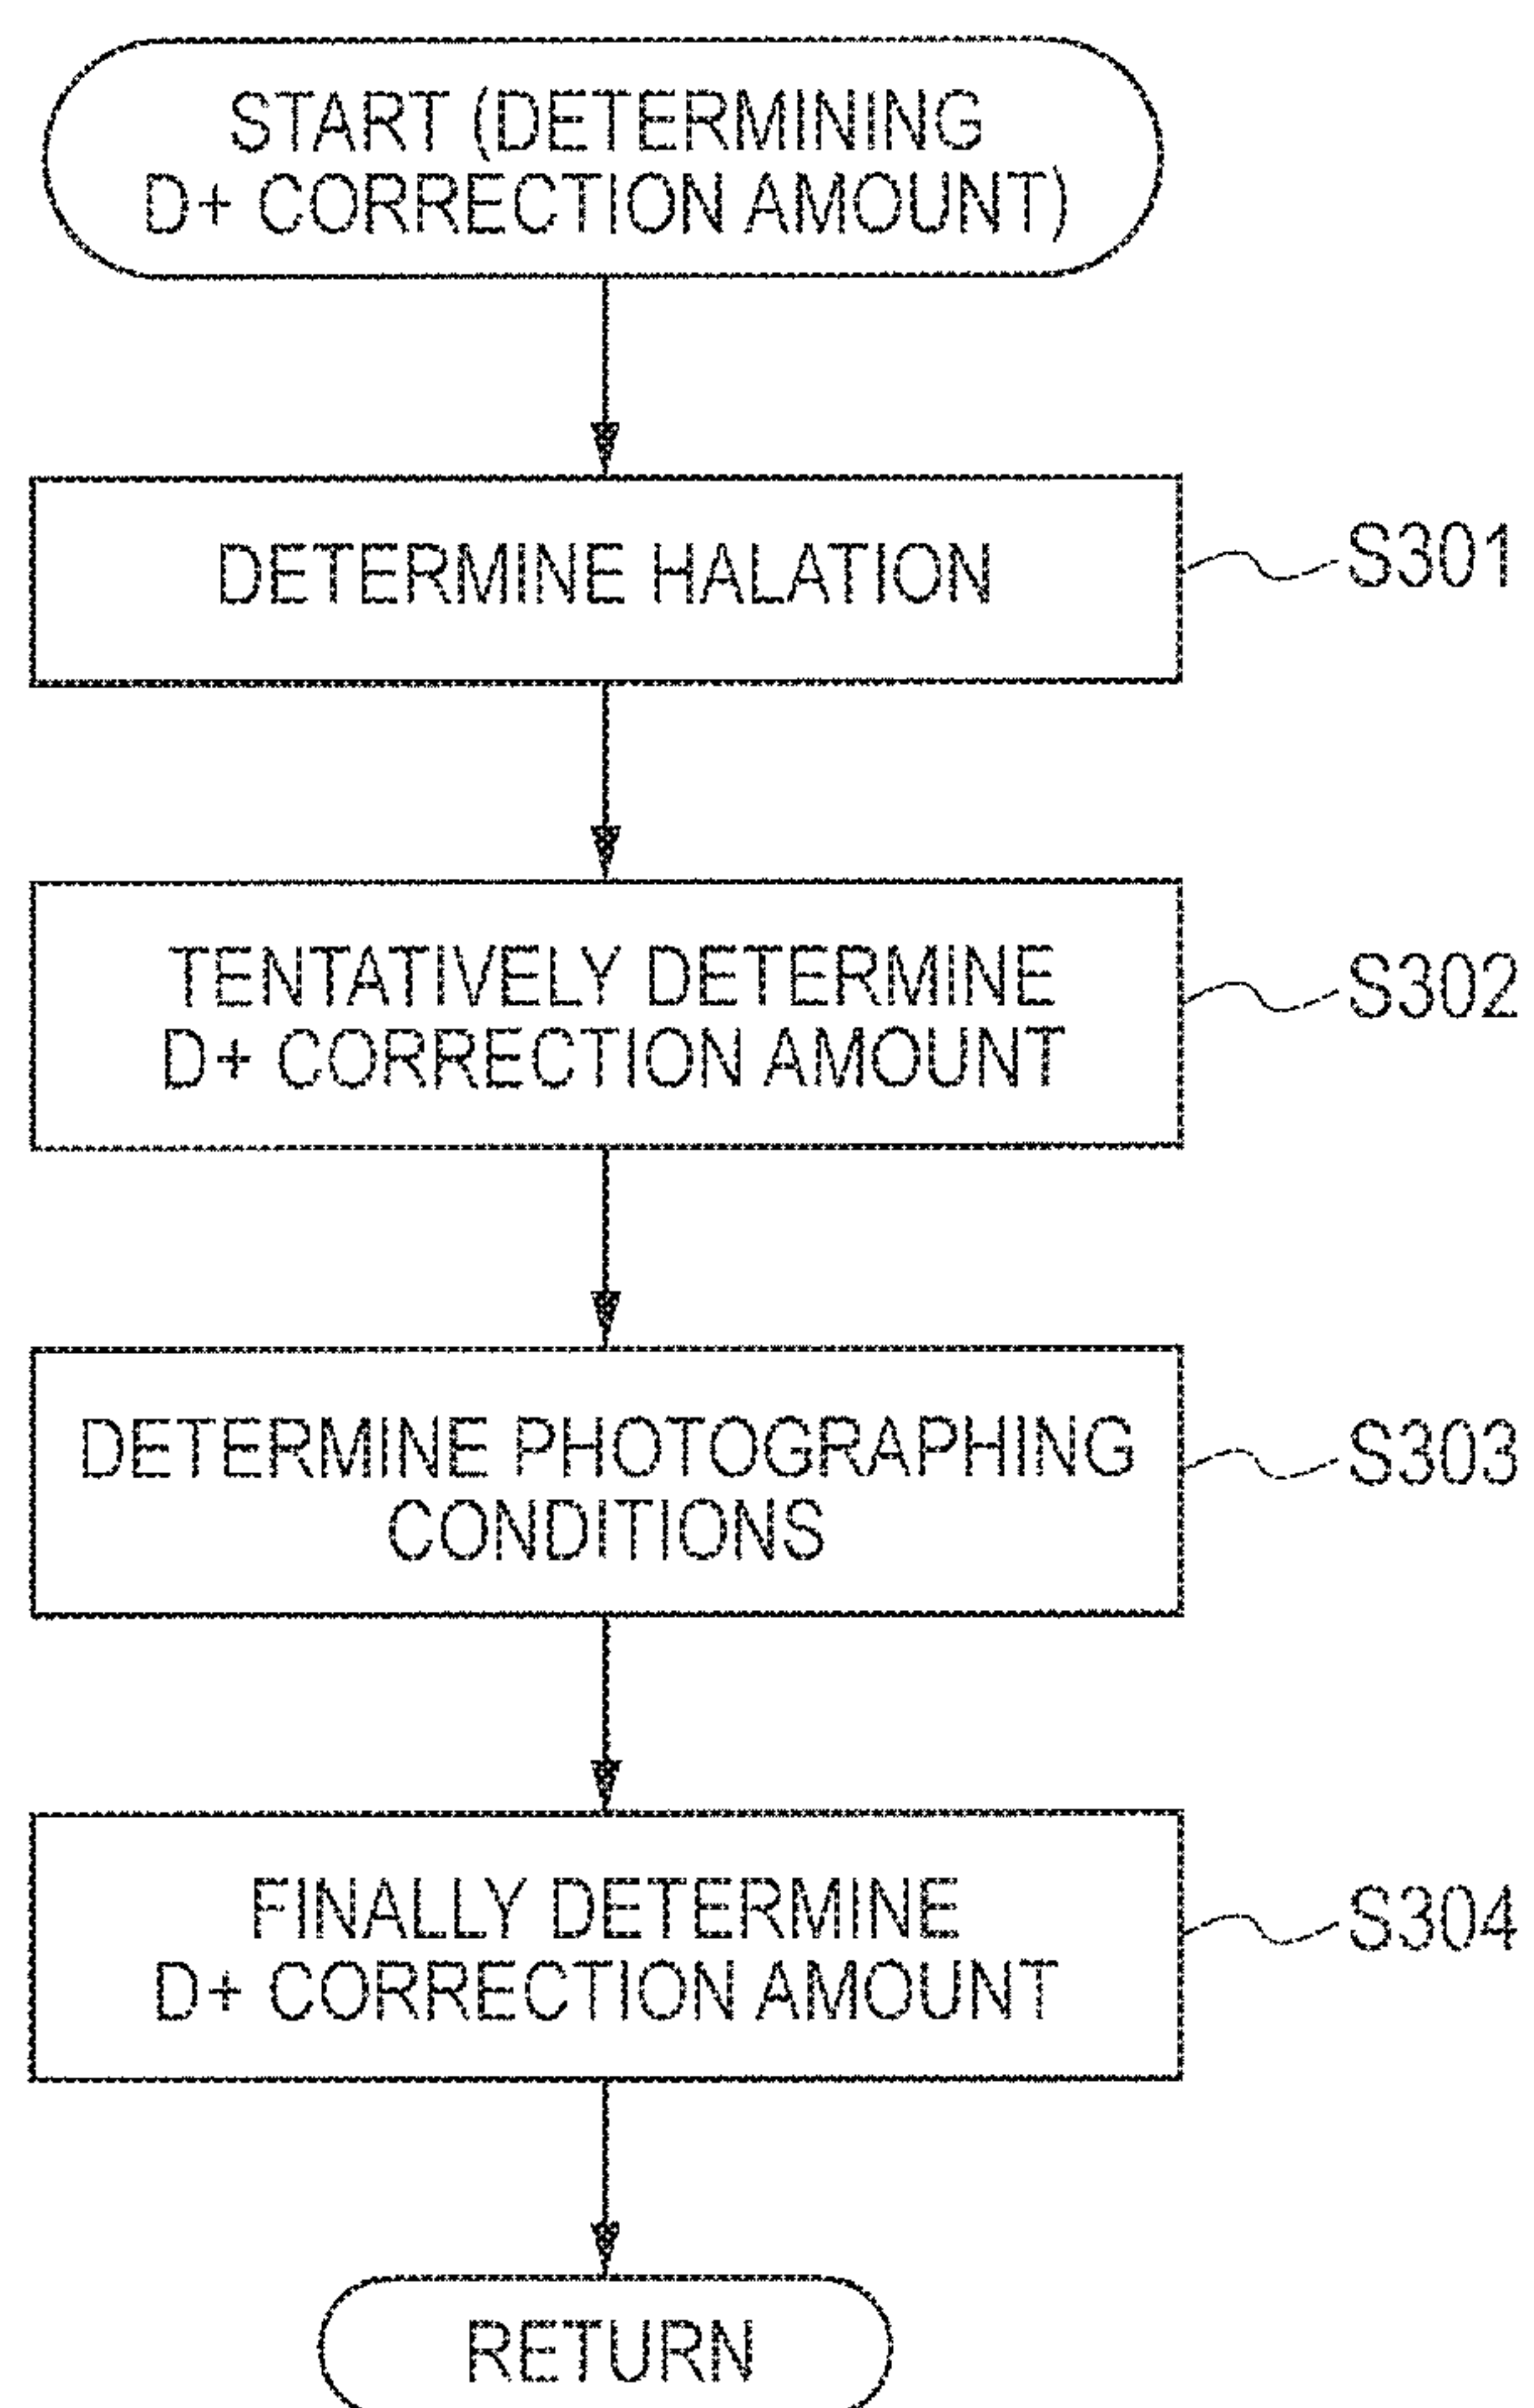 START (DETERMINING
D+ CORRECTION AMOUNT)
DETERMINE HALATION
S301
TENTATIVELY DETERMINE
D+ CORRECTION AMOUNT
S302
DETERMINE PHOTOGRAPHING
CONDITIONS
S303
FINALLY DETERMINE
D+ CORRECTION AMOUNT
S304
RETURN